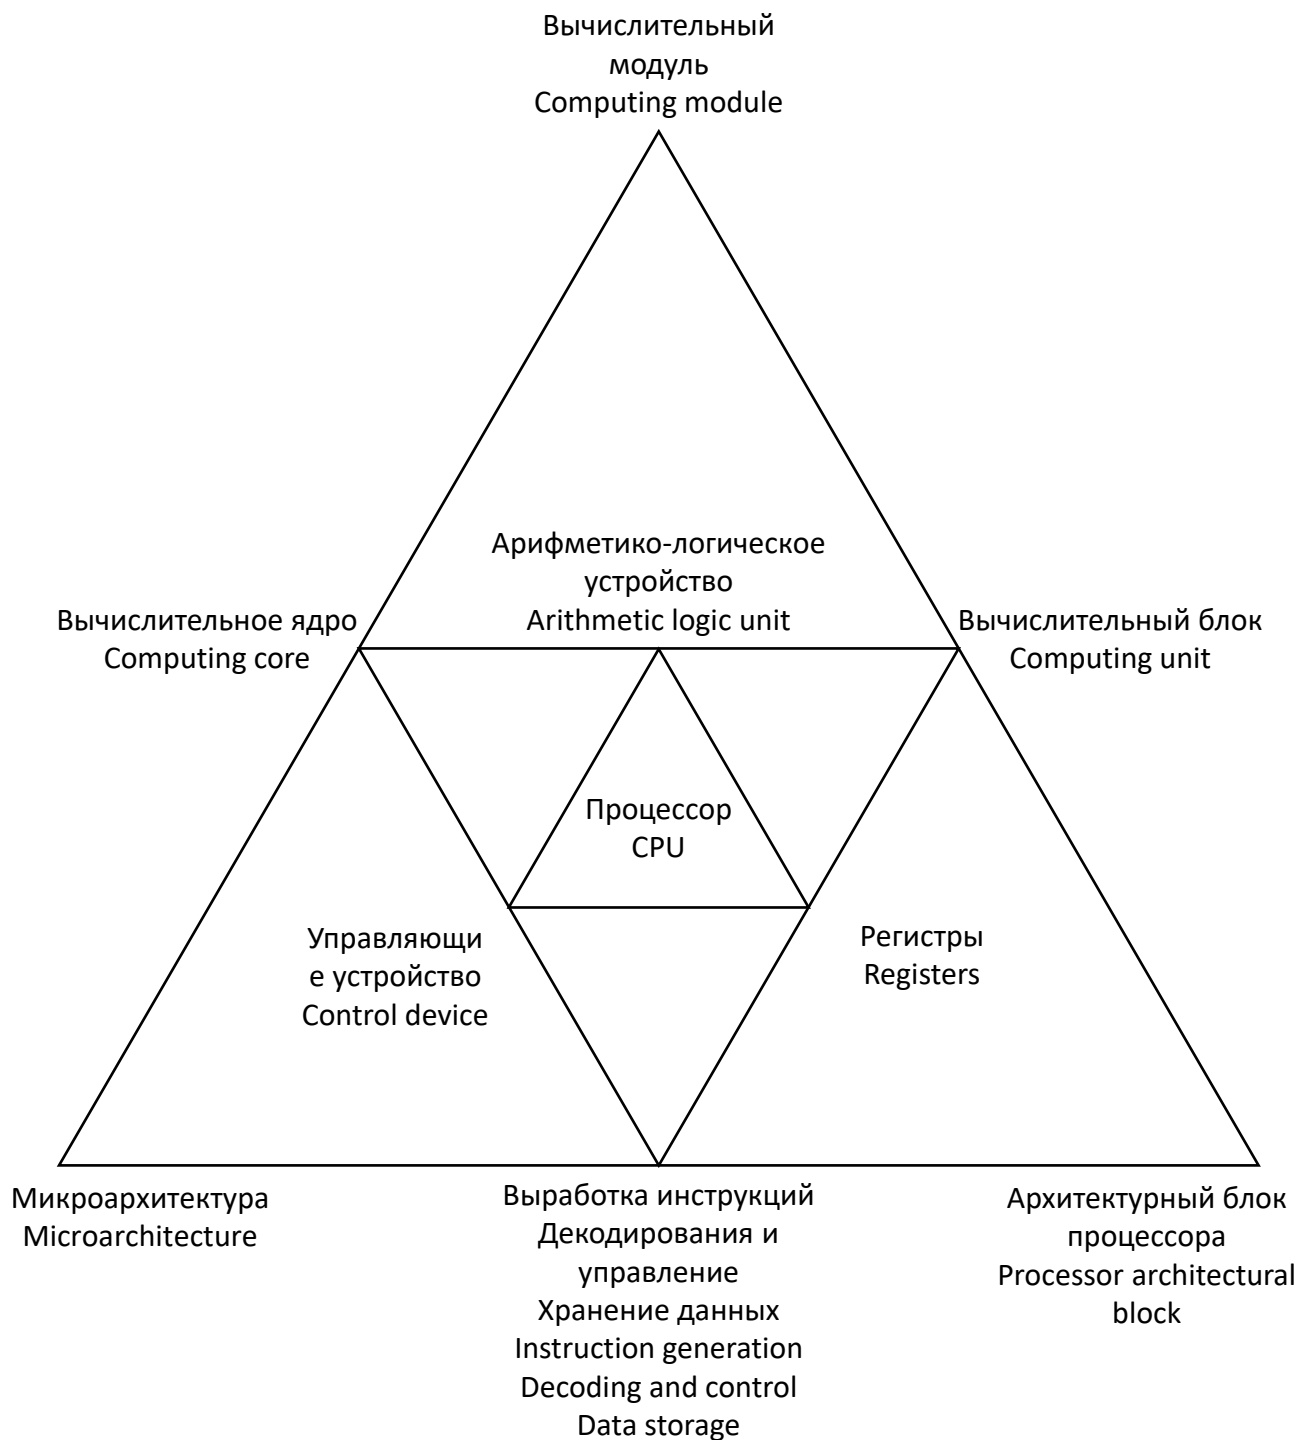 Вычислительный
модуль
Computing module
Арифметико-логическое
устройство
Arithmetic logic unit
Вычислительное ядро
Computing core
Вычислительный блок
Computing unit
Процессор
CPU
Управляющи
е устройство
Control device
Регистры
Registers
Микроархитектура
Microarchitecture
Выработка инструкций
Декодирования и
управление
Хранение данных
Instruction generation
Decoding and control
Data storage
Архитектурный блок
процессора
Processor architectural
block